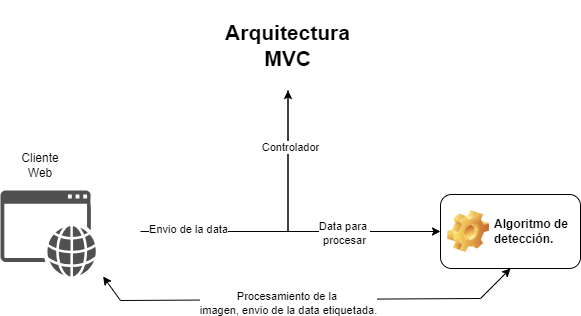 Arquitectura
MVC
Controlador
Cliente
Web
Envio de la data
Data para
procesar
Algoritmo de
detección.
Procesamiento de la
imagen, envio de la data etiquetada.